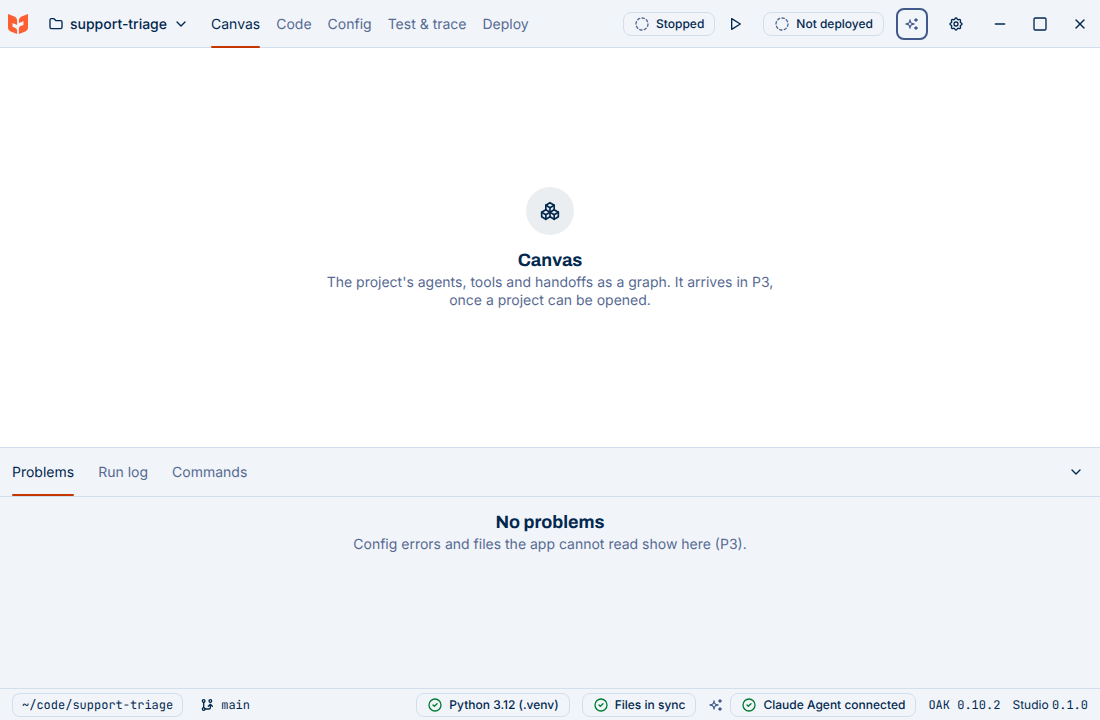 support-triage
Canvas
Code
Config
Test & trace
Deploy
Stopped
Not deployed
Canvas
The project's agents, tools and handoffs as a graph. It arrives in P3,
once a project can be opened.
Problems
Run log
Commands
No problems
Config errors and files the app cannot read show here (P3).
~/code/support-triage
main
Python 3.12 (.venv)
Files in sync
Claude Agent connected
OAK 0.10.2
Studio 0.1.0